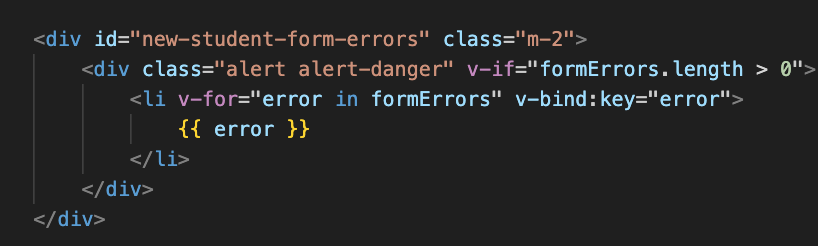 <div id="new-student-form-errors" class="m-2">
<div class="alert alert-danger" v-if="formErrors.length > 0">
<li v-for="error in formErrors" v-bind:key="error">
{{ error }}
</li>
</div>
</div>